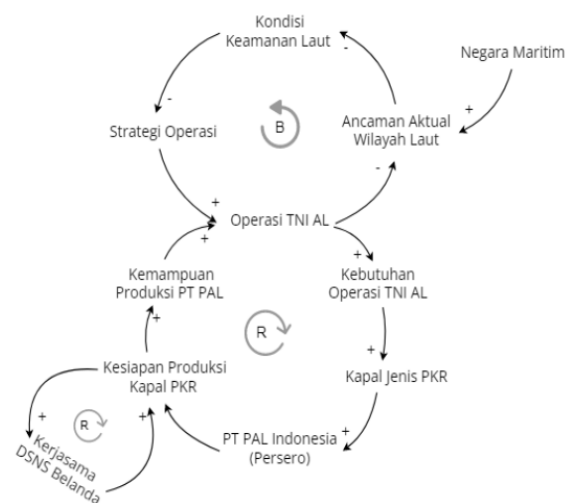 Kondisi
Keamanan Laut
Negara Maritim
-
-
+
B
Strategi Operasi
Ancaman Aktual
Wilayah Laut
-
+
Operasi TNI AL
+
+
Kemampuan
Produksi PT PAL
Kebutuhan
Operasi TNI AL
+
R
+
Kesiapan Produksi
Kapal PKR
Kapal Jenis PKR
+
R
+
+
Kerjasama
DSNS Belanda
PT PAL Indonesia
(Persero)